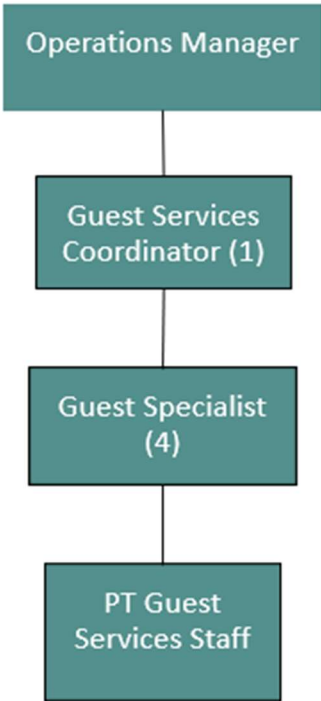 Operations Manager
Guest Services
Coordinator (1)
Guest Specialist
(4)
PT Guest
Services Staff